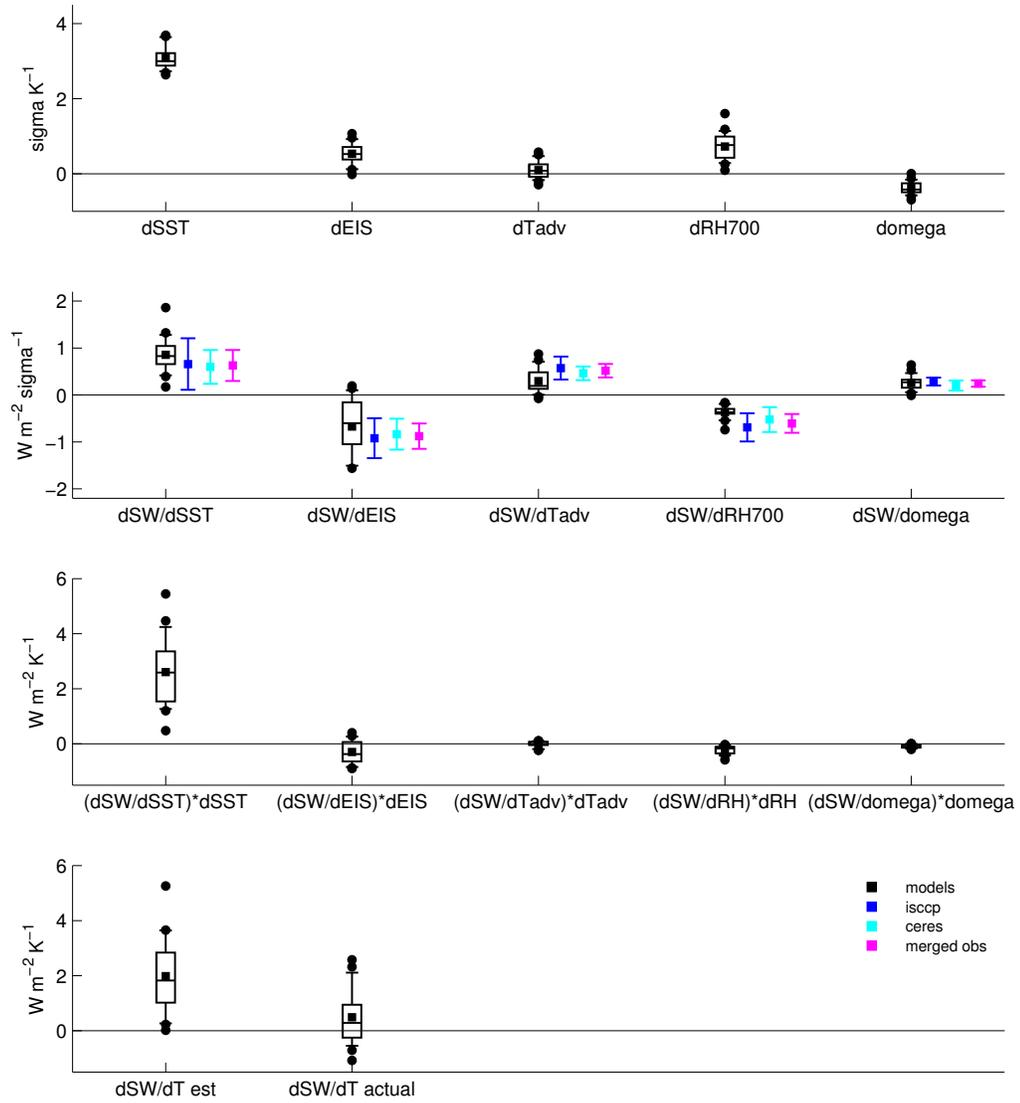 4
2
0
sigma K−1
dSST dEIS dTadv dRH700 domega
2
1
0
−1
−2
W m−2 sigma−1
dSW/dSST dSW/dEIS dSW/dTadv dSW/dRH700 dSW/domega
6
4
2
0
W m−2 K−1
(dSW/dSST)*dSST (dSW/dEIS)*dEIS (dSW/dTadv)*dTadv (dSW/dRH)*dRH (dSW/domega)*domega
6
4
2
0
W m−2 K−1
models
isccp
ceres
merged obs
dSW/dT est dSW/dT actual